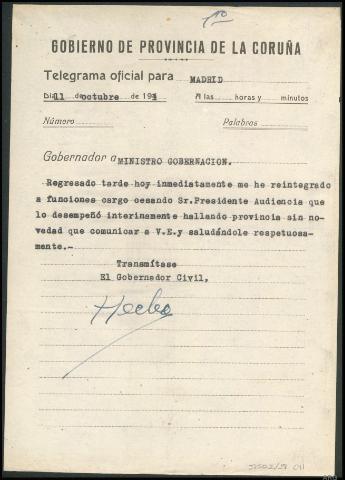 GOBIERNO DE PROVINCIA DE LA CORUÑA
Telegrama oficial para MADRID
Día 11 de octubre de 193 A las horas y minutos
Número Palabras
Gobernador a MINISTRO GOBERNACION.
Regresado tarde hoy inmediatamente me he reintegrado
a funciones cargo cesando Sr.Presidente Audiencia que
lo desempeñó interinamente hallando provincia sin no-
vedad que comunicar a V.E.y saludándole respetuosa-
mente.-
Transmítase
El Gobernador Civil,
Hecho